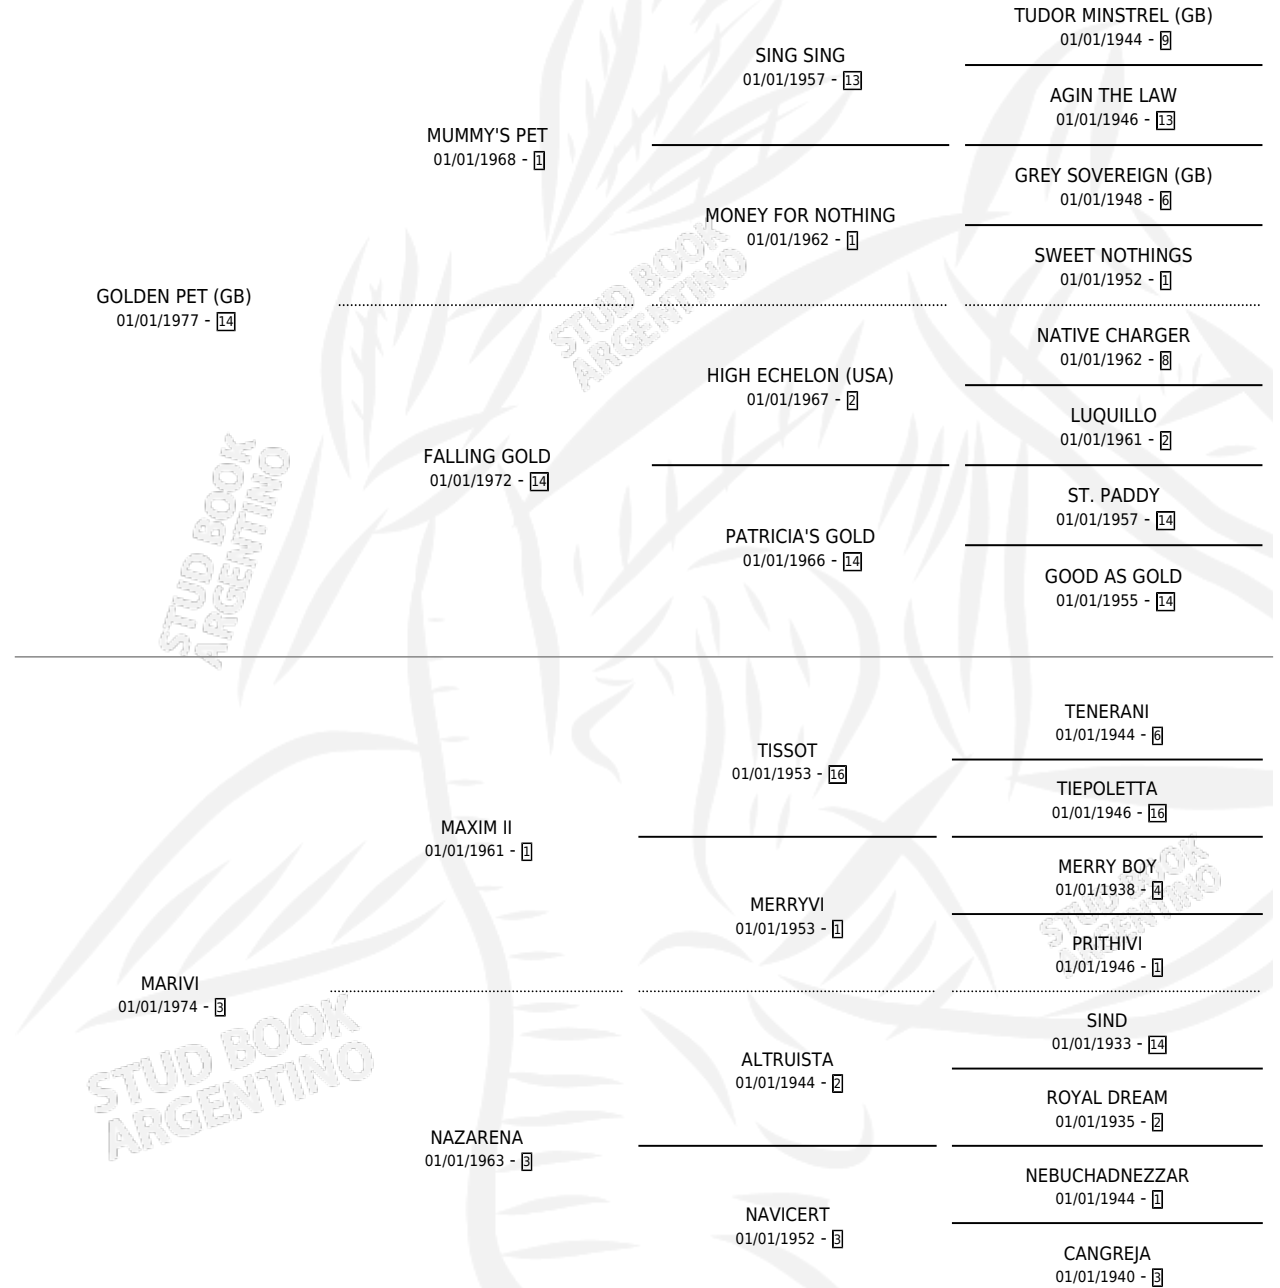 TUDOR MINSTREL (GB)
01/01/1944 - 9
SING SING
01/01/1957 - 13
AGIN THE LAW
01/01/1946 - 13
MUMMY'S PET
01/01/1968 - 1
GREY SOVEREIGN (GB)
01/01/1948 - 6
MONEY FOR NOTHING
01/01/1962 - 1
SWEET NOTHINGS
01/01/1952 - 1
GOLDEN PET (GB)
01/01/1977 - 14
NATIVE CHARGER
01/01/1962 - 8
HIGH ECHELON (USA)
01/01/1967 - 2
LUQUILLO
01/01/1961 - 2
FALLING GOLD
01/01/1972 - 14
ST. PADDY
01/01/1957 - 14
PATRICIA'S GOLD
01/01/1966 - 14
GOOD AS GOLD
01/01/1955 - 14
TENERANI
01/01/1944 - 6
TISSOT
01/01/1953 - 16
TIEPOLETTA
01/01/1946 - 16
MAXIM II
01/01/1961 - 1
MERRY BOY
01/01/1938 - 4
MERRYVI
01/01/1953 - 1
PRITHIVI
01/01/1946 - 1
MARIVI
01/01/1974 - 3
SIND
01/01/1933 - 14
ALTRUISTA
01/01/1944 - 2
ROYAL DREAM
01/01/1935 - 2
NAZARENA
01/01/1963 - 3
NEBUCHADNEZZAR
01/01/1944 - 1
NAVICERT
01/01/1952 - 3
CANGREJA
01/01/1940 - 3
STUD BOOK
ARGENTINO
STUD BOOK
ARGENTINO
STUD BOOK
ARGENTINO
STUD BOOK
ARGENTINO